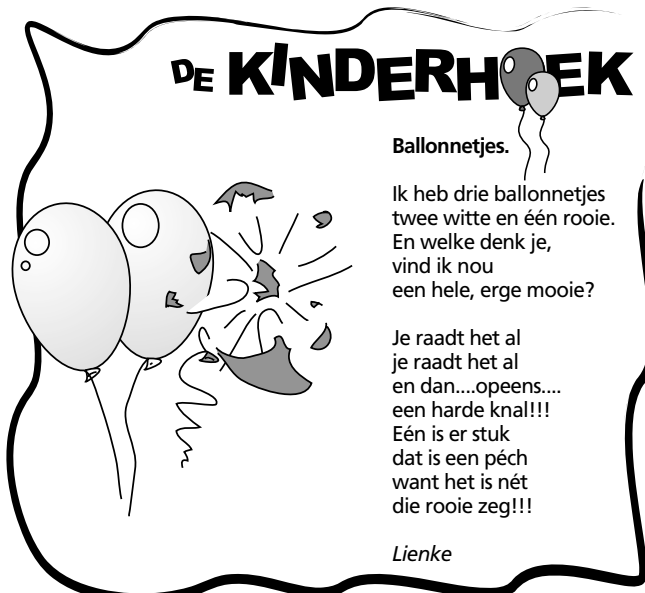 DE KINDERHOEK
Ballonnetjes.
Ik heb drie ballonnetjes
twee witte en één rooie.
En welke denk je,
vind ik nou
een hele, erge mooie?
Je raadt het al
je raadt het al
en dan....opeens....
een harde knal!!!
Eén is er stuk
dat is een péch
want het is nét
die rooie zeg!!!
Lienke